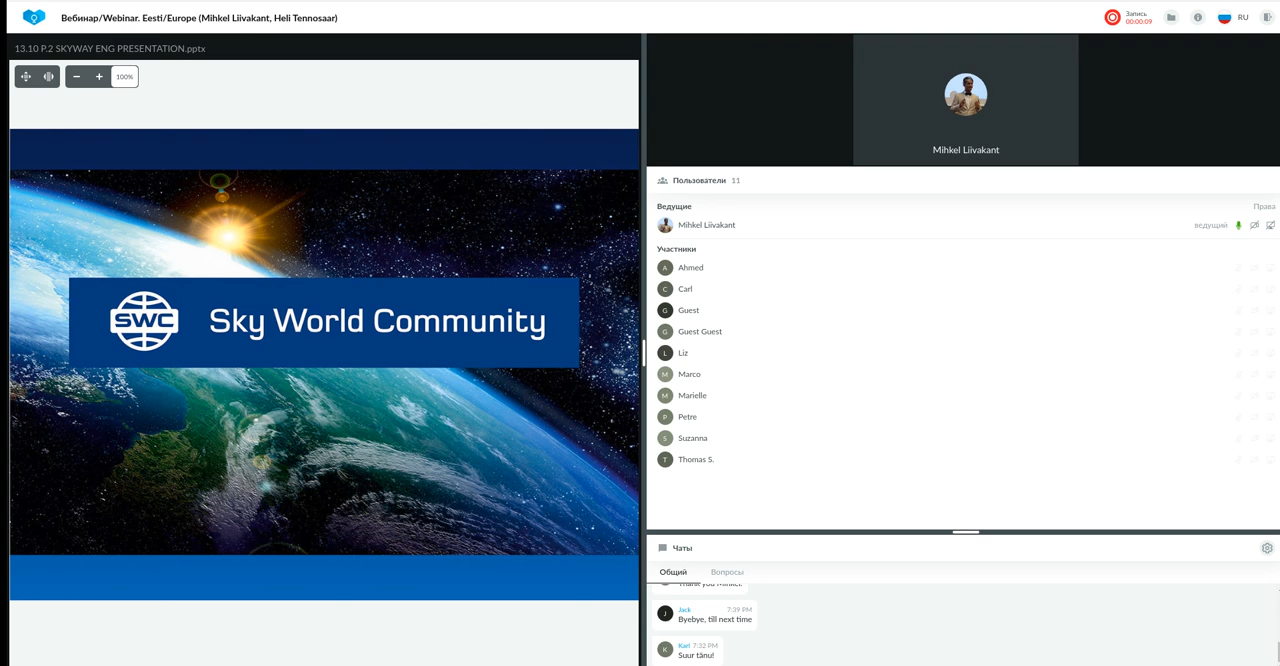 Вебинар/Webinar. Eesti/Europe (Mihkel Liivakant, Heli Tennosaar)
Запись
00:00:09
RU
13.10 P.2 SKYWAY ENG PRESENTATION.pptx
100%
SWC
Sky World Community
Mihkel Liivakant
Пользователи 11
Ведущие
Права
Mihkel Liivakant
ведущий
Участники
A Ahmed
C Carl
G Guest
G Guest Guest
L Liz
M Marco
M Marielle
P Petre
S Suzanna
T Thomas S.
Чаты
Общий
Вопросы
Thank you Mihkel.
J
Jack 7:39 PM
Byebye, till next time
K
Karl 7:32 PM
Suur tänu!